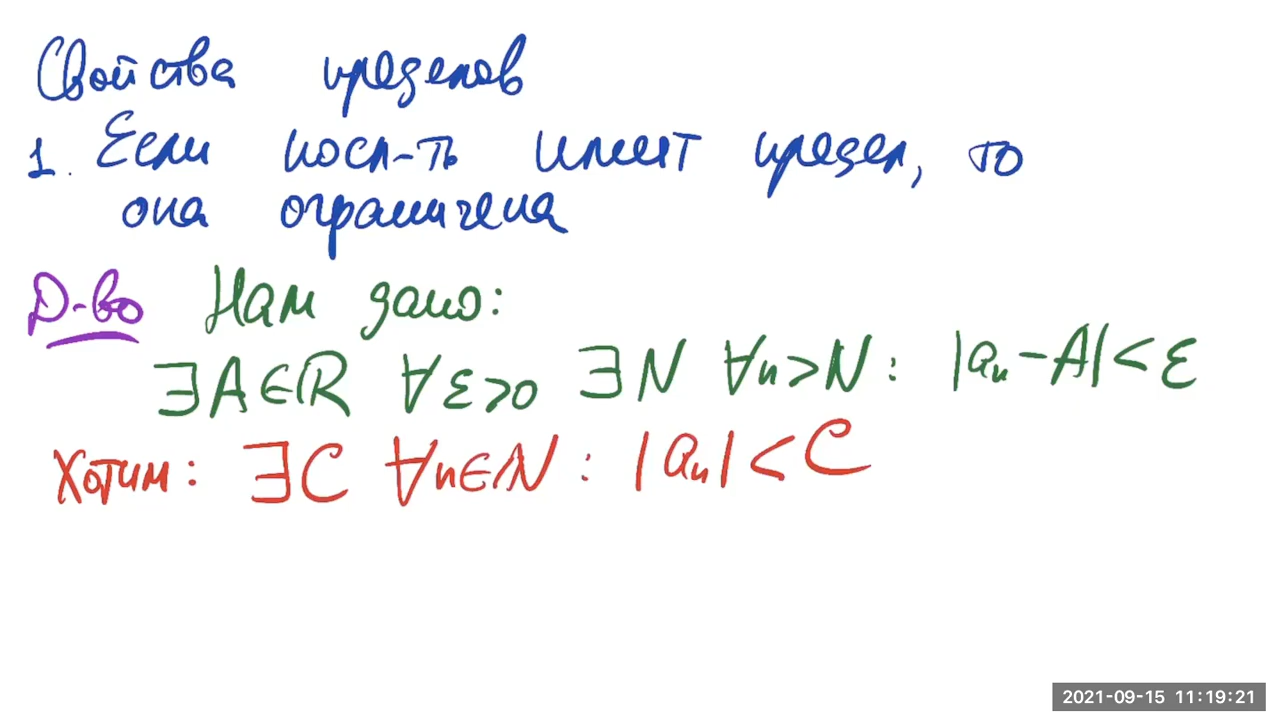 Свойства пределов
1. Если посл-ть имеет предел, то
она ограничена
Д-во Нам дано:
∃A∈ℝ ∀ε>0 ∃N ∀n>N: |aₙ-A|<ε
Хотим: ∃C ∀n∈ℕ: |aₙ|<C
2021-09-15 11:19:21